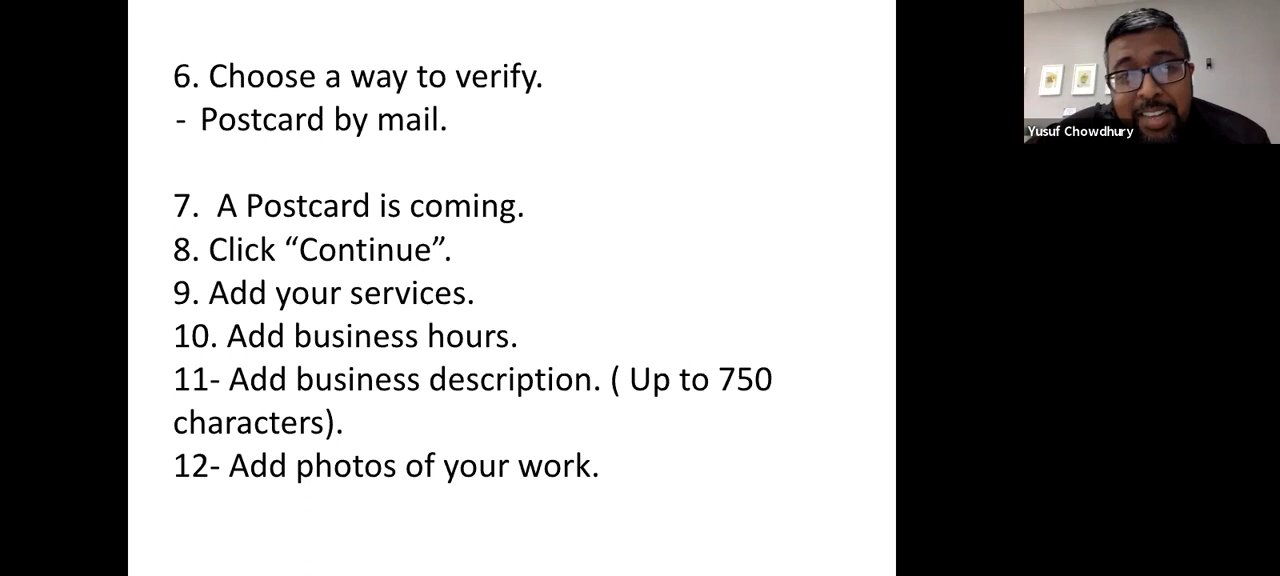 6. Choose a way to verify.
- Postcard by mail.
7. A Postcard is coming.
8. Click “Continue”.
9. Add your services.
10. Add business hours.
11- Add business description. ( Up to 750
characters).
12- Add photos of your work.
Yusuf Chowdhury